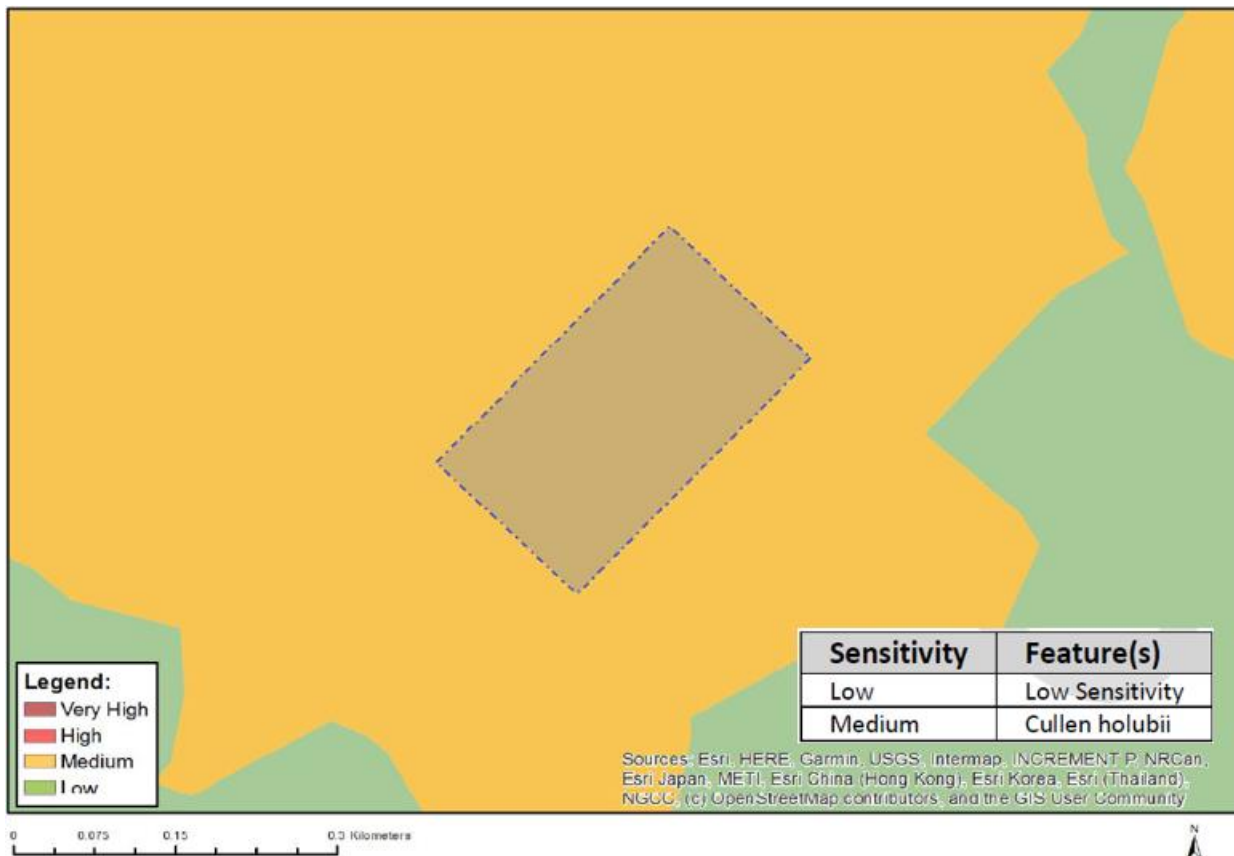 Legend:
Very High
High
Medium
Low
Sensitivity Feature(s)
Low Low Sensitivity
Medium Cullen holubii
Sources: Esri, HERE, Garmin, USGS, Intermap, INCREMENT P, NRCan,
Esri Japan, METI, Esri China (Hong Kong), Esri Korea, Esri (Thailand),
NGCC, (c) OpenStreetMap contributors, and the GIS User Community
0 0.075 0.15 0.3 Kilometers
N